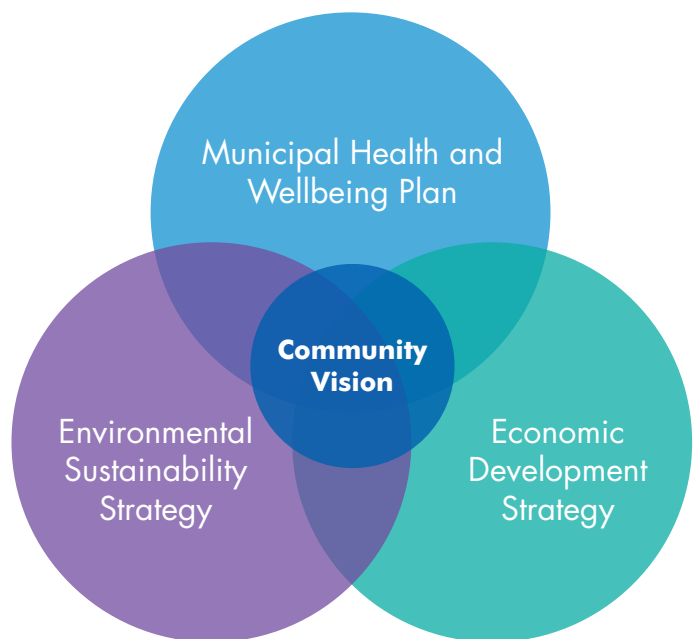 Municipal Health and
Wellbeing Plan
Community
Vision
Environmental
Sustainability
Strategy
Economic
Development
Strategy